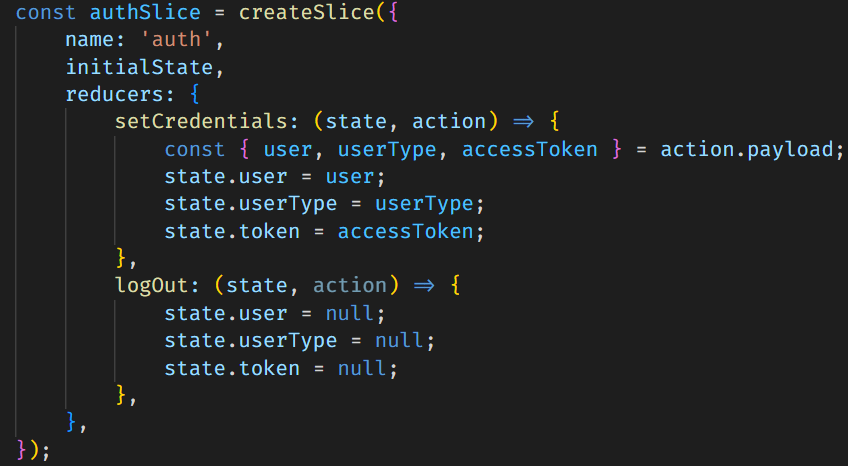 const authSlice = createSlice({
    name: 'auth',
    initialState,
    reducers: {
        setCredentials: (state, action) => {
            const { user, userType, accessToken } = action.payload;
            state.user = user;
            state.userType = userType;
            state.token = accessToken;
        },
        logOut: (state, action) => {
            state.user = null;
            state.userType = null;
            state.token = null;
        },
    },
});